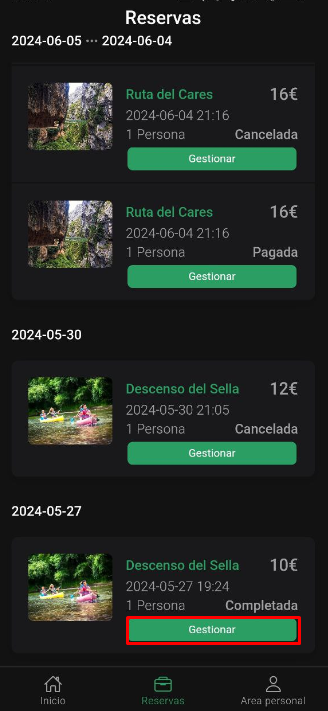 Reservas
2024-06-05 ··· 2024-06-04
Ruta del Cares 16€
2024-06-04 21:16
1 Persona Cancelada
Gestionar
Ruta del Cares 16€
2024-06-04 21:16
1 Persona Pagada
Gestionar
2024-05-30
Descenso del Sella 12€
2024-05-30 21:05
1 Persona Cancelada
Gestionar
2024-05-27
Descenso del Sella 10€
2024-05-27 19:24
1 Persona Completada
Gestionar
Inicio Reservas Area personal